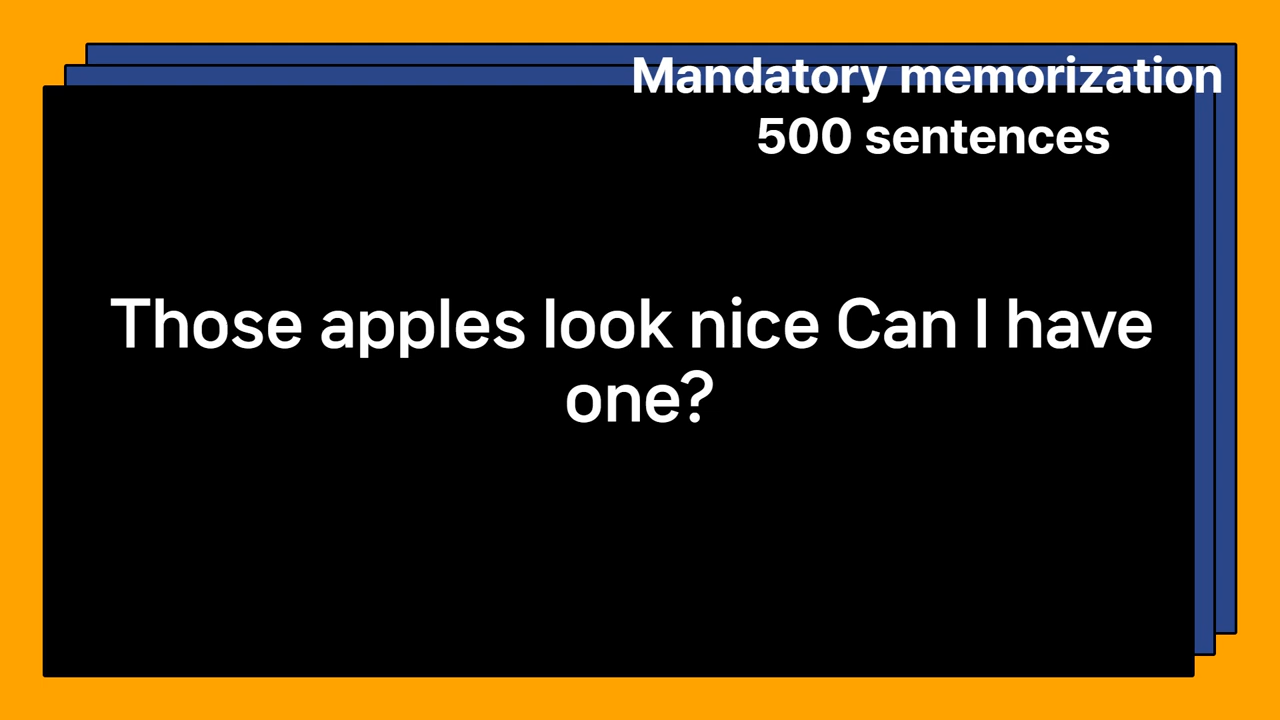 Mandatory memorization
500 sentences
Those apples look nice Can I have
one?